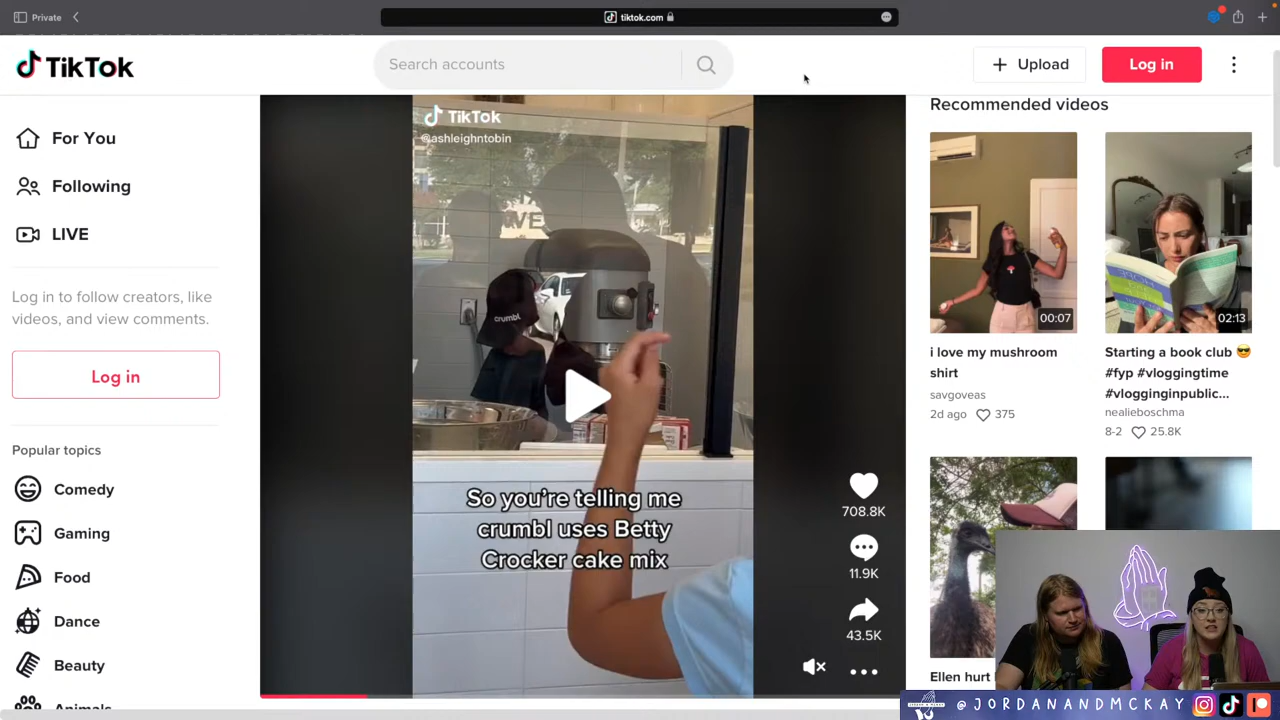 Private
tiktok.com
TikTok
Search accounts
Upload
Log in
For You
Following
LIVE
Log in to follow creators, like
videos, and view comments.
Log in
Popular topics
Comedy
Gaming
Food
Dance
Beauty
Animals
TikTok
@ashleighntobin
crumbl
So you're telling me
crumbl uses Betty
Crocker cake mix
708.8K
11.9K
43.5K
Recommended videos
00:07
i love my mushroom
shirt
savgoveas
2d ago 375
02:13
Starting a book club 😎
#fyp #vloggingtime
#vlogginginpublic...
nealieboschma
8-2 25.8K
Ellen hurt
@JORDANANDMCKAY